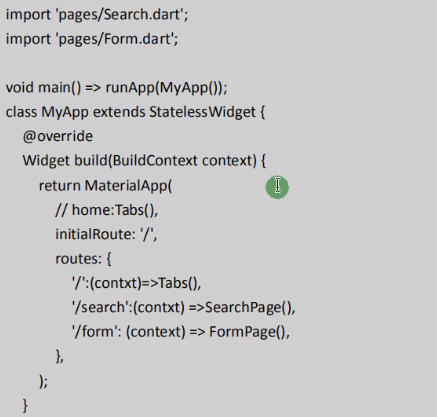 import 'pages/Search.dart';
import 'pages/Form.dart';
void main() => runApp(MyApp());
class MyApp extends StatelessWidget {
@override
Widget build(BuildContext context) {
return MaterialApp(
// home:Tabs(),
initialRoute: '/',
routes: {
'/':(contxt)=>Tabs(),
'/search':(contxt) =>SearchPage(),
'/form': (context) => FormPage(),
},
);
}